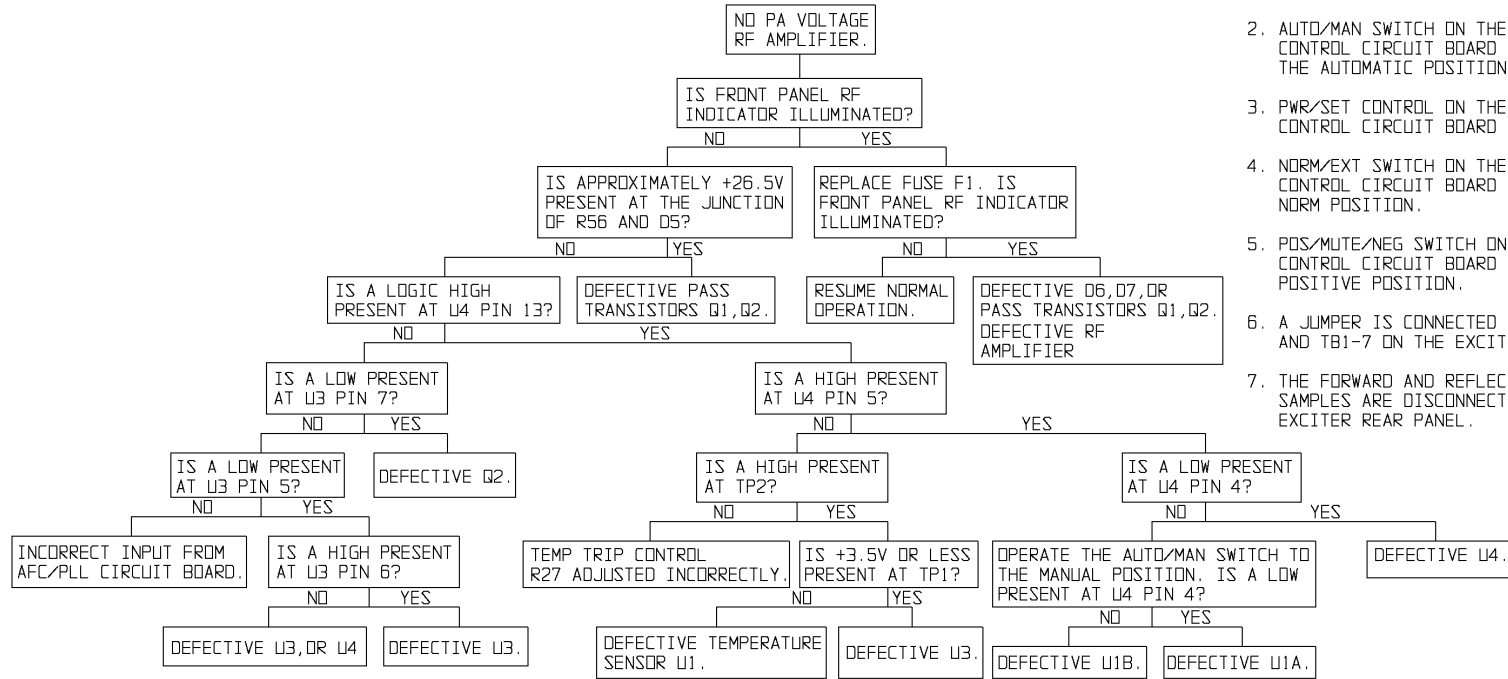 NO PA VOLTAGE
RF AMPLIFIER.
IS FRONT PANEL RF
INDICATOR ILLUMINATED?
NO
YES
IS APPROXIMATELY +26.5V
PRESENT AT THE JUNCTION
OF R56 AND D5?
REPLACE FUSE F1. IS
FRONT PANEL RF INDICATOR
ILLUMINATED?
NO
YES
NO
YES
IS A LOGIC HIGH
PRESENT AT U4 PIN 13?
DEFECTIVE PASS
TRANSISTORS Q1,Q2.
RESUME NORMAL
OPERATION.
DEFECTIVE D6,D7,OR
PASS TRANSISTORS Q1,Q2.
DEFECTIVE RF
AMPLIFIER
NO
YES
IS A LOW PRESENT
AT U3 PIN 7?
IS A HIGH PRESENT
AT U4 PIN 5?
NO
YES
NO
YES
IS A LOW PRESENT
AT U3 PIN 5?
DEFECTIVE Q2.
IS A HIGH PRESENT
AT TP2?
IS A LOW PRESENT
AT U4 PIN 4?
NO
YES
NO
YES
NO
YES
INCORRECT INPUT FROM
AFC/PLL CIRCUIT BOARD.
IS A HIGH PRESENT
AT U3 PIN 6?
TEMP TRIP CONTROL
R27 ADJUSTED INCORRECTLY.
IS +3.5V OR LESS
PRESENT AT TP1?
OPERATE THE AUTO/MAN SWITCH TO
THE MANUAL POSITION. IS A LOW
PRESENT AT U4 PIN 4?
DEFECTIVE U4.
NO
YES
NO
YES
NO
YES
DEFECTIVE U3,OR U4
DEFECTIVE U3.
DEFECTIVE TEMPERATURE
SENSOR U1.
DEFECTIVE U3.
DEFECTIVE U1B.
DEFECTIVE U1A.
2. AUTO/MAN SWITCH ON THE
CONTROL CIRCUIT BOARD
THE AUTOMATIC POSITION
3. PWR/SET CONTROL ON THE
CONTROL CIRCUIT BOARD
4. NORM/EXT SWITCH ON THE
CONTROL CIRCUIT BOARD
NORM POSITION.
5. POS/MUTE/NEG SWITCH ON
CONTROL CIRCUIT BOARD
POSITIVE POSITION.
6. A JUMPER IS CONNECTED
AND TB1-7 ON THE EXCIT
7. THE FORWARD AND REFLEC
SAMPLES ARE DISCONNECT
EXCITER REAR PANEL.